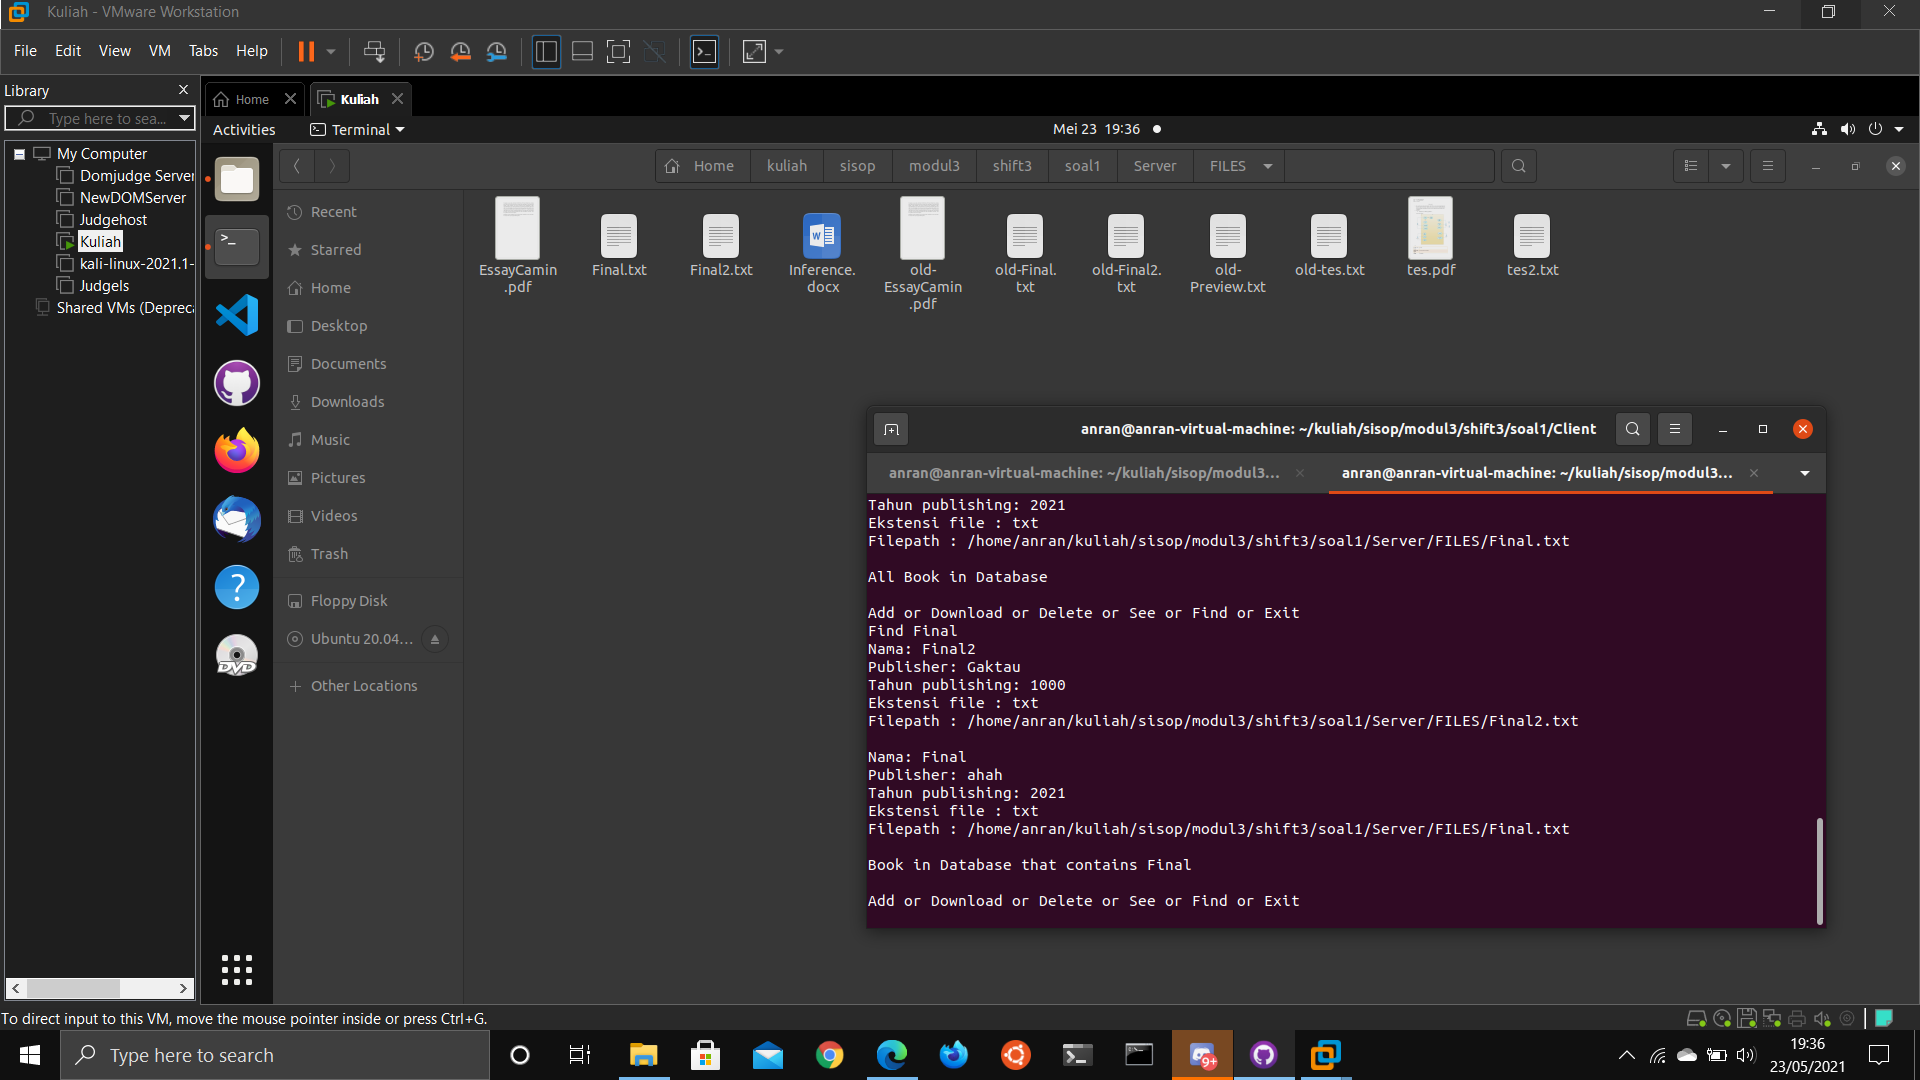 Kuliah - VMware Workstation
File Edit View VM Tabs Help
Library
Type here to sea...
My Computer
Domjudge Server
NewDOMServer
Judgehost
Kuliah
kali-linux-2021.1-
Judgels
Shared VMs (Depreca
Home
Kuliah
Activities
Terminal
Mei 23 19:36
Home
kuliah
sisop
modul3
shift3
soal1
Server
FILES
Recent
Starred
Home
Desktop
Documents
Downloads
Music
Pictures
Videos
Trash
Floppy Disk
Ubuntu 20.04...
Other Locations
EssayCamin
.pdf
Final.txt
Final2.txt
Inference.
docx
old-
EssayCamin
.pdf
old-Final.
txt
old-Final2.
txt
old-
Preview.txt
old-tes.txt
tes.pdf
tes2.txt
anran@anran-virtual-machine: ~/kuliah/sisop/modul3/shift3/soal1/Client
anran@anran-virtual-machine: ~/kuliah/sisop/modul3...
anran@anran-virtual-machine: ~/kuliah/sisop/modul3...
Tahun publishing: 2021
Ekstensi file : txt
Filepath : /home/anran/kuliah/sisop/modul3/shift3/soal1/Server/FILES/Final.txt
All Book in Database
Add or Download or Delete or See or Find or Exit
Find Final
Nama: Final2
Publisher: Gaktau
Tahun publishing: 1000
Ekstensi file : txt
Filepath : /home/anran/kuliah/sisop/modul3/shift3/soal1/Server/FILES/Final2.txt
Nama: Final
Publisher: ahah
Tahun publishing: 2021
Ekstensi file : txt
Filepath : /home/anran/kuliah/sisop/modul3/shift3/soal1/Server/FILES/Final.txt
Book in Database that contains Final
Add or Download or Delete or See or Find or Exit
DVD
To direct input to this VM, move the mouse pointer inside or press Ctrl+G.
Type here to search
9+
19:36
23/05/2021